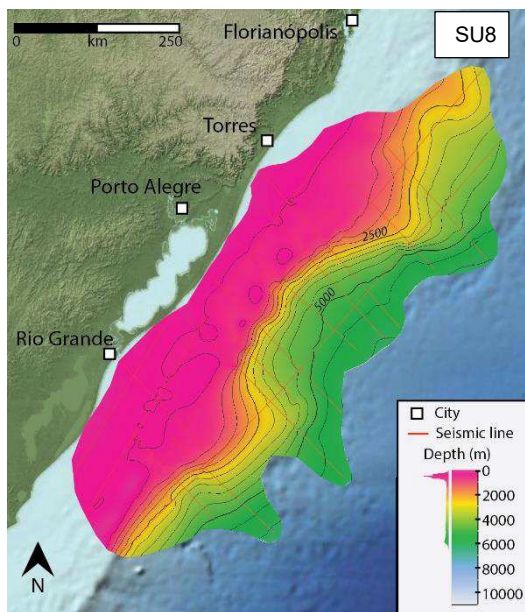 0 km 250
Florianópolis
SU8
Torres
Porto Alegre
2500
5000
Rio Grande
City
Seismic line
Depth (m)
0
2000
4000
6000
8000
10000
N